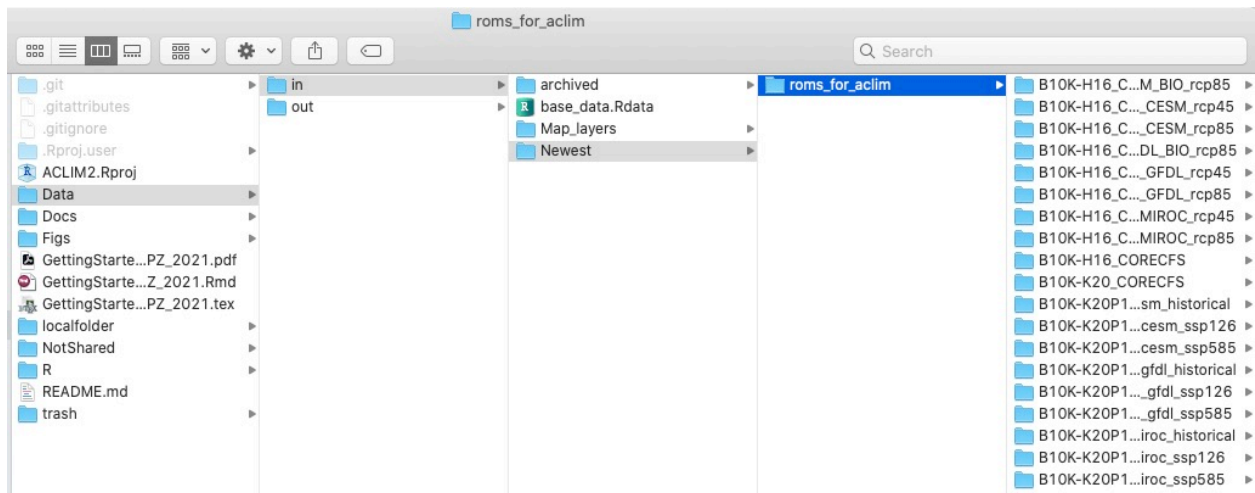 roms_for_aclim
Search
.git
.gitattributes
.gitignore
.Rproj.user
ACLIM2.Rproj
Data
Docs
Figs
GettingStarte...PZ_2021.pdf
GettingStarte...Z_2021.Rmd
GettingStarte...PZ_2021.tex
localfolder
NotShared
R
README.md
trash
in
out
archived
base_data.Rdata
Map_layers
Newest
roms_for_aclim
B10K-H16_C...M_BIO_rcp85
B10K-H16_C..._CESM_rcp45
B10K-H16_C..._CESM_rcp85
B10K-H16_C...DL_BIO_rcp85
B10K-H16_C..._GFDL_rcp45
B10K-H16_C..._GFDL_rcp85
B10K-H16_C...MIROC_rcp45
B10K-H16_C...MIROC_rcp85
B10K-H16_CORECFS
B10K-K20_CORECFS
B10K-K20P1...sm_historical
B10K-K20P1...cesm_ssp126
B10K-K20P1...cesm_ssp585
B10K-K20P1...gfdl_historical
B10K-K20P1..._gfdl_ssp126
B10K-K20P1..._gfdl_ssp585
B10K-K20P1...iroc_historical
B10K-K20P1...iroc_ssp126
B10K-K20P1...iroc_ssp585